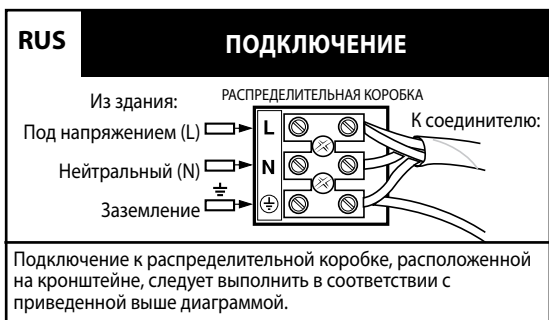 RUS
ПОДКЛЮЧЕНИЕ
Из здания:
РАСПРЕДЕЛИТЕЛЬНАЯ КОРОБКА
К соединителю:
Под напряжением (L)
L
Нейтральный (N)
N
Заземление
Подключение к распределительной коробке, расположенной
на кронштейне, следует выполнить в соответствии с
приведенной выше диаграммой.